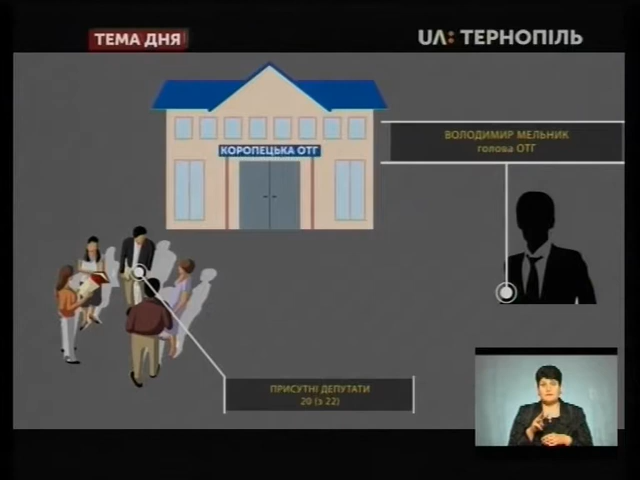 ТЕМА ДНЯ
UA: ТЕРНОПІЛЬ
КОРОПЕЦЬКА ОТГ
ВОЛОДИМИР МЕЛЬНИК
голова ОТГ
ПРИСУТНІ ДЕПУТАТИ
20 (з 22)